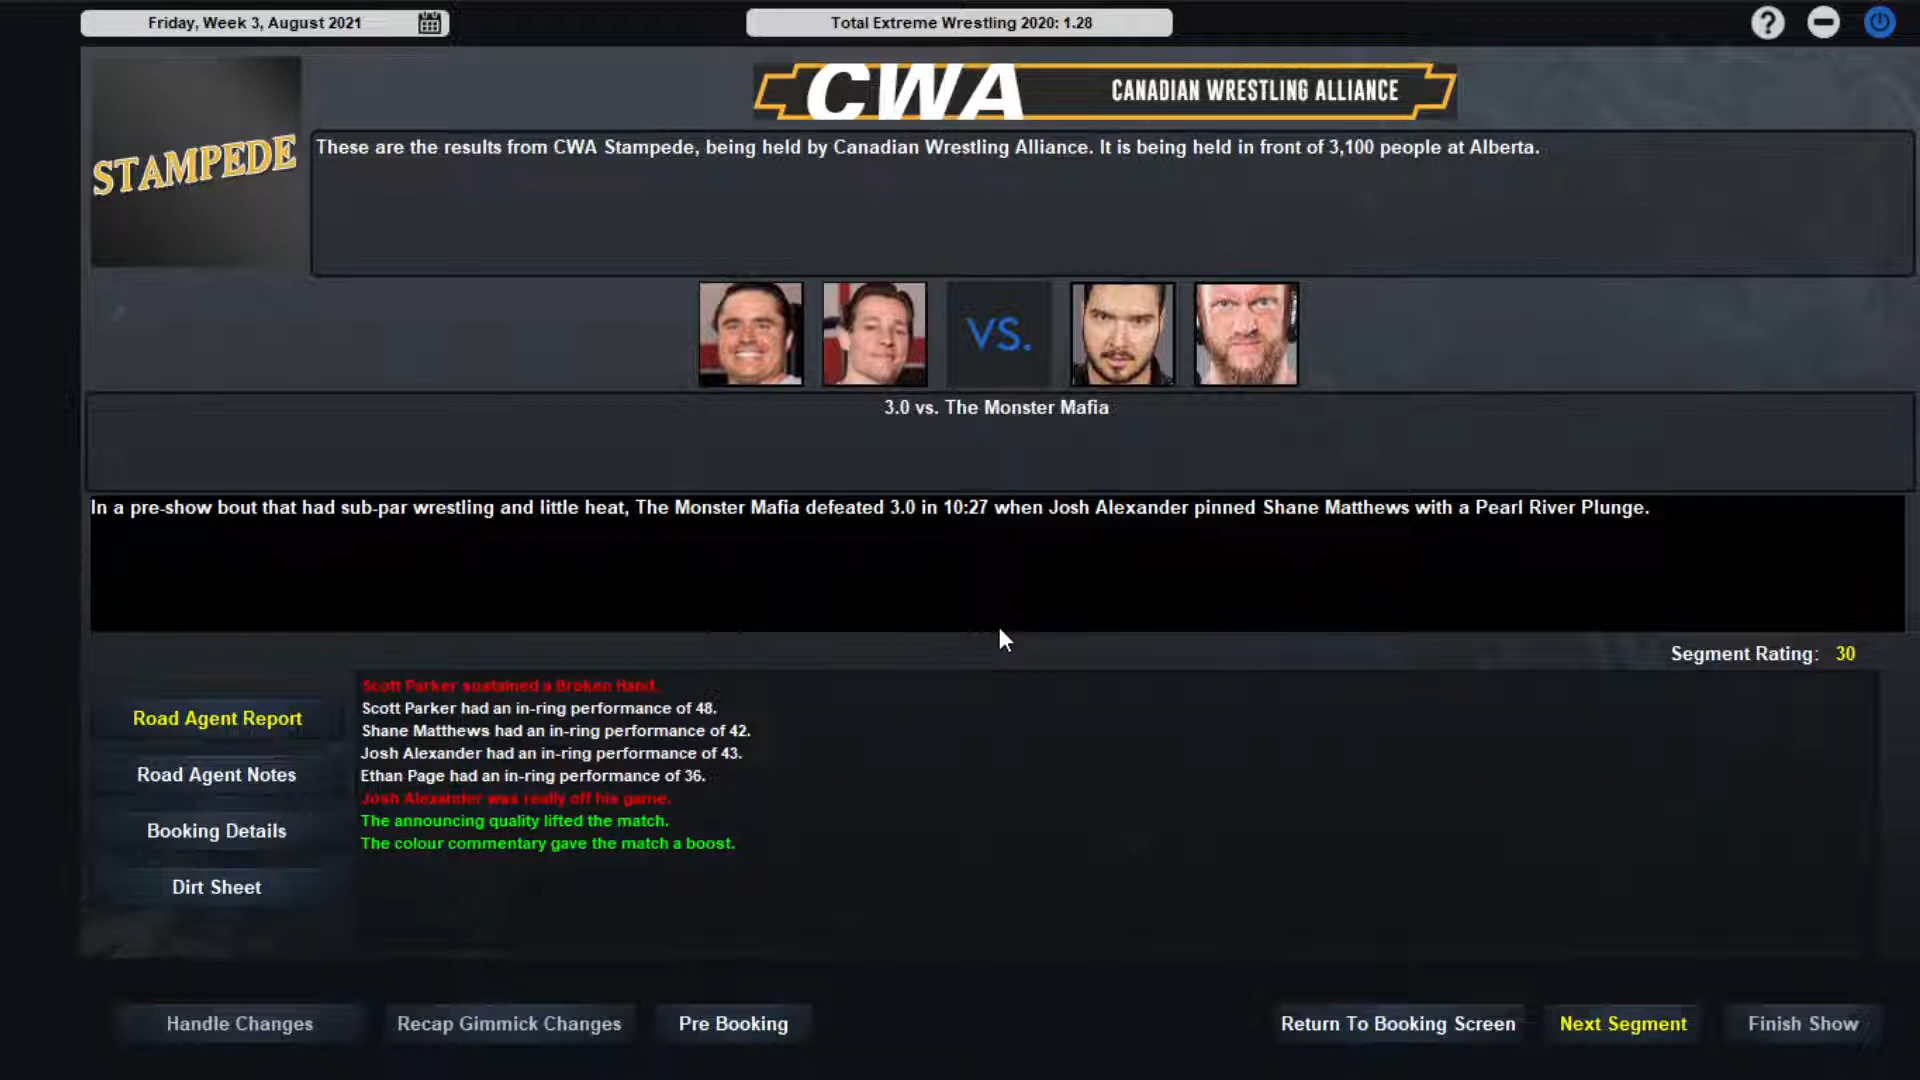 Friday, Week 3, August 2021
Total Extreme Wrestling 2020: 1.28
?
STAMPEDE
CWA CANADIAN WRESTLING ALLIANCE
These are the results from CWA Stampede, being held by Canadian Wrestling Alliance. It is being held in front of 3,100 people at Alberta.
VS.
3.0 vs. The Monster Mafia
In a pre-show bout that had sub-par wrestling and little heat, The Monster Mafia defeated 3.0 in 10:27 when Josh Alexander pinned Shane Matthews with a Pearl River Plunge.
Segment Rating: 30
Road Agent Report
Road Agent Notes
Booking Details
Dirt Sheet
Scott Parker sustained a Broken Hand.
Scott Parker had an in-ring performance of 48.
Shane Matthews had an in-ring performance of 42.
Josh Alexander had an in-ring performance of 43.
Ethan Page had an in-ring performance of 36.
Josh Alexander was really off his game.
The announcing quality lifted the match.
The colour commentary gave the match a boost.
Handle Changes
Recap Gimmick Changes
Pre Booking
Return To Booking Screen
Next Segment
Finish Show